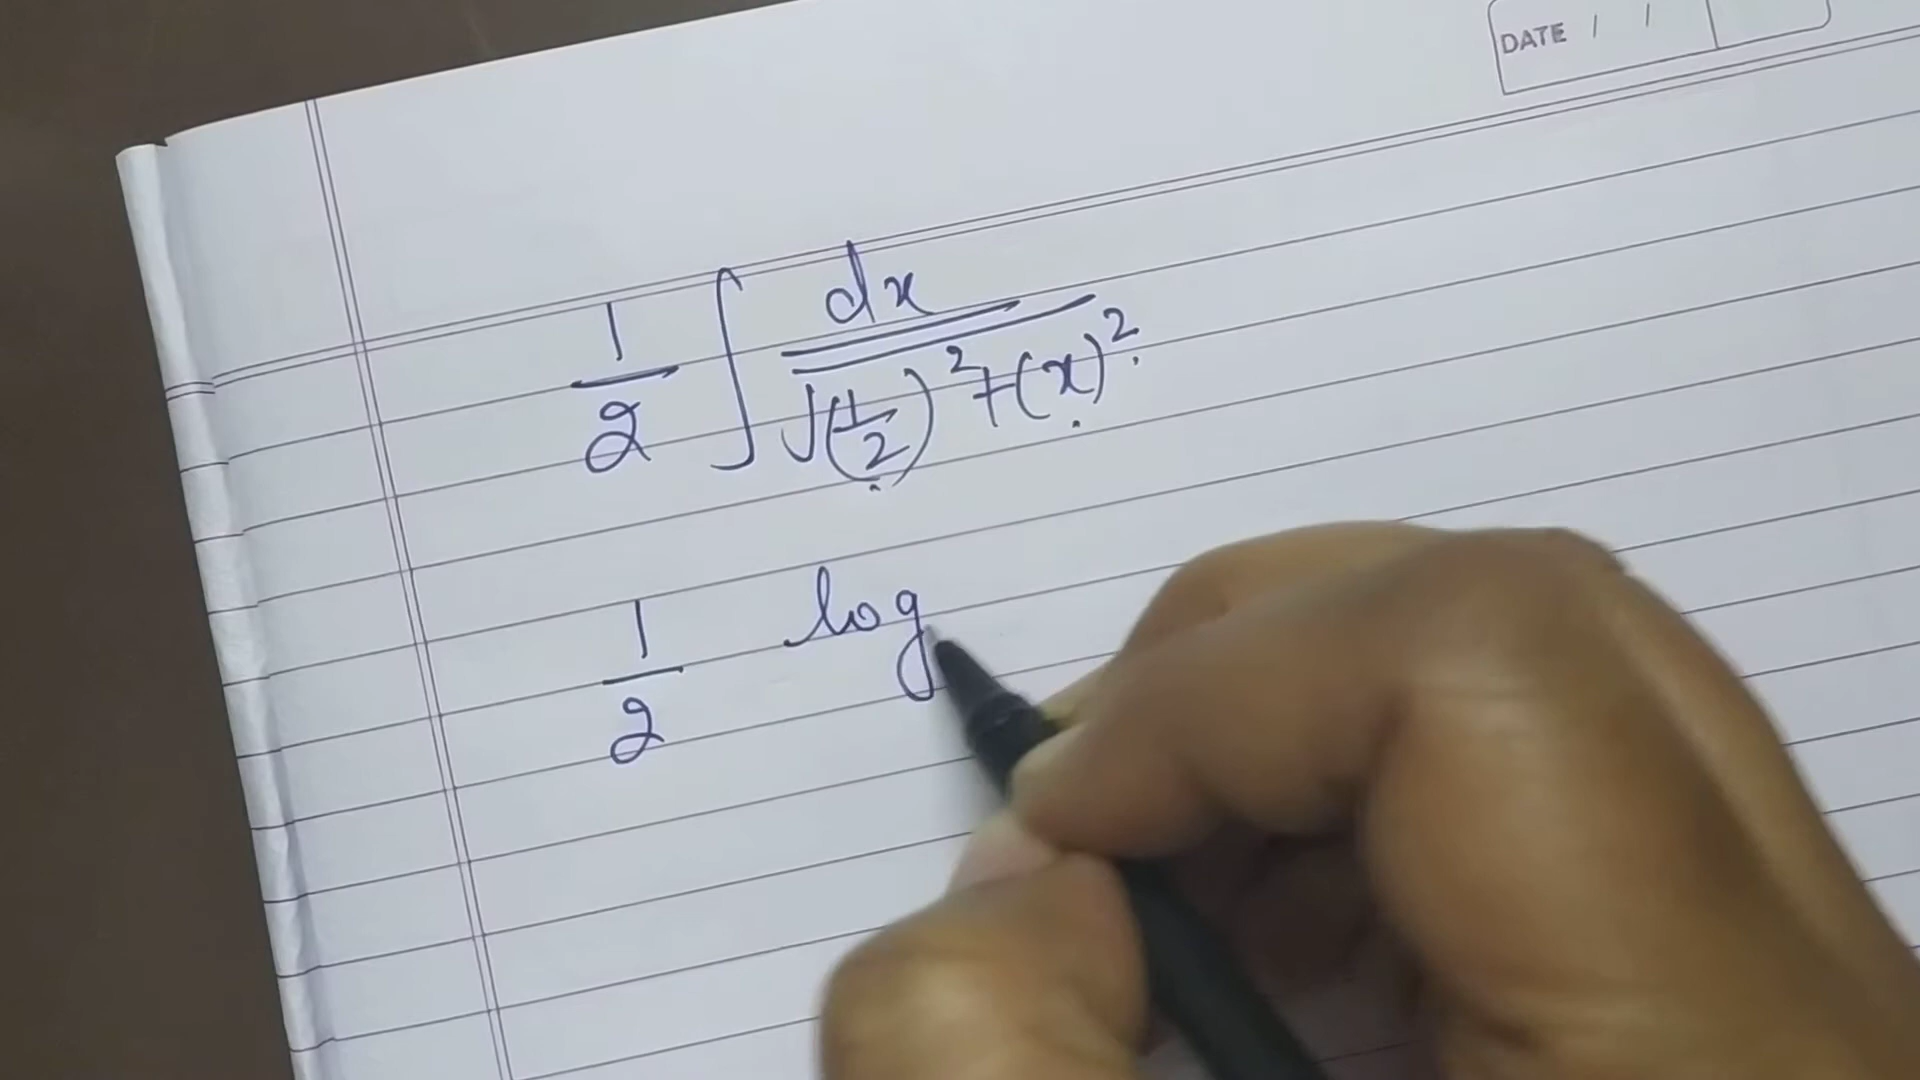 DATE / /
1/2 ∫ dx/√(1/2)² + (x)²
1/2 log